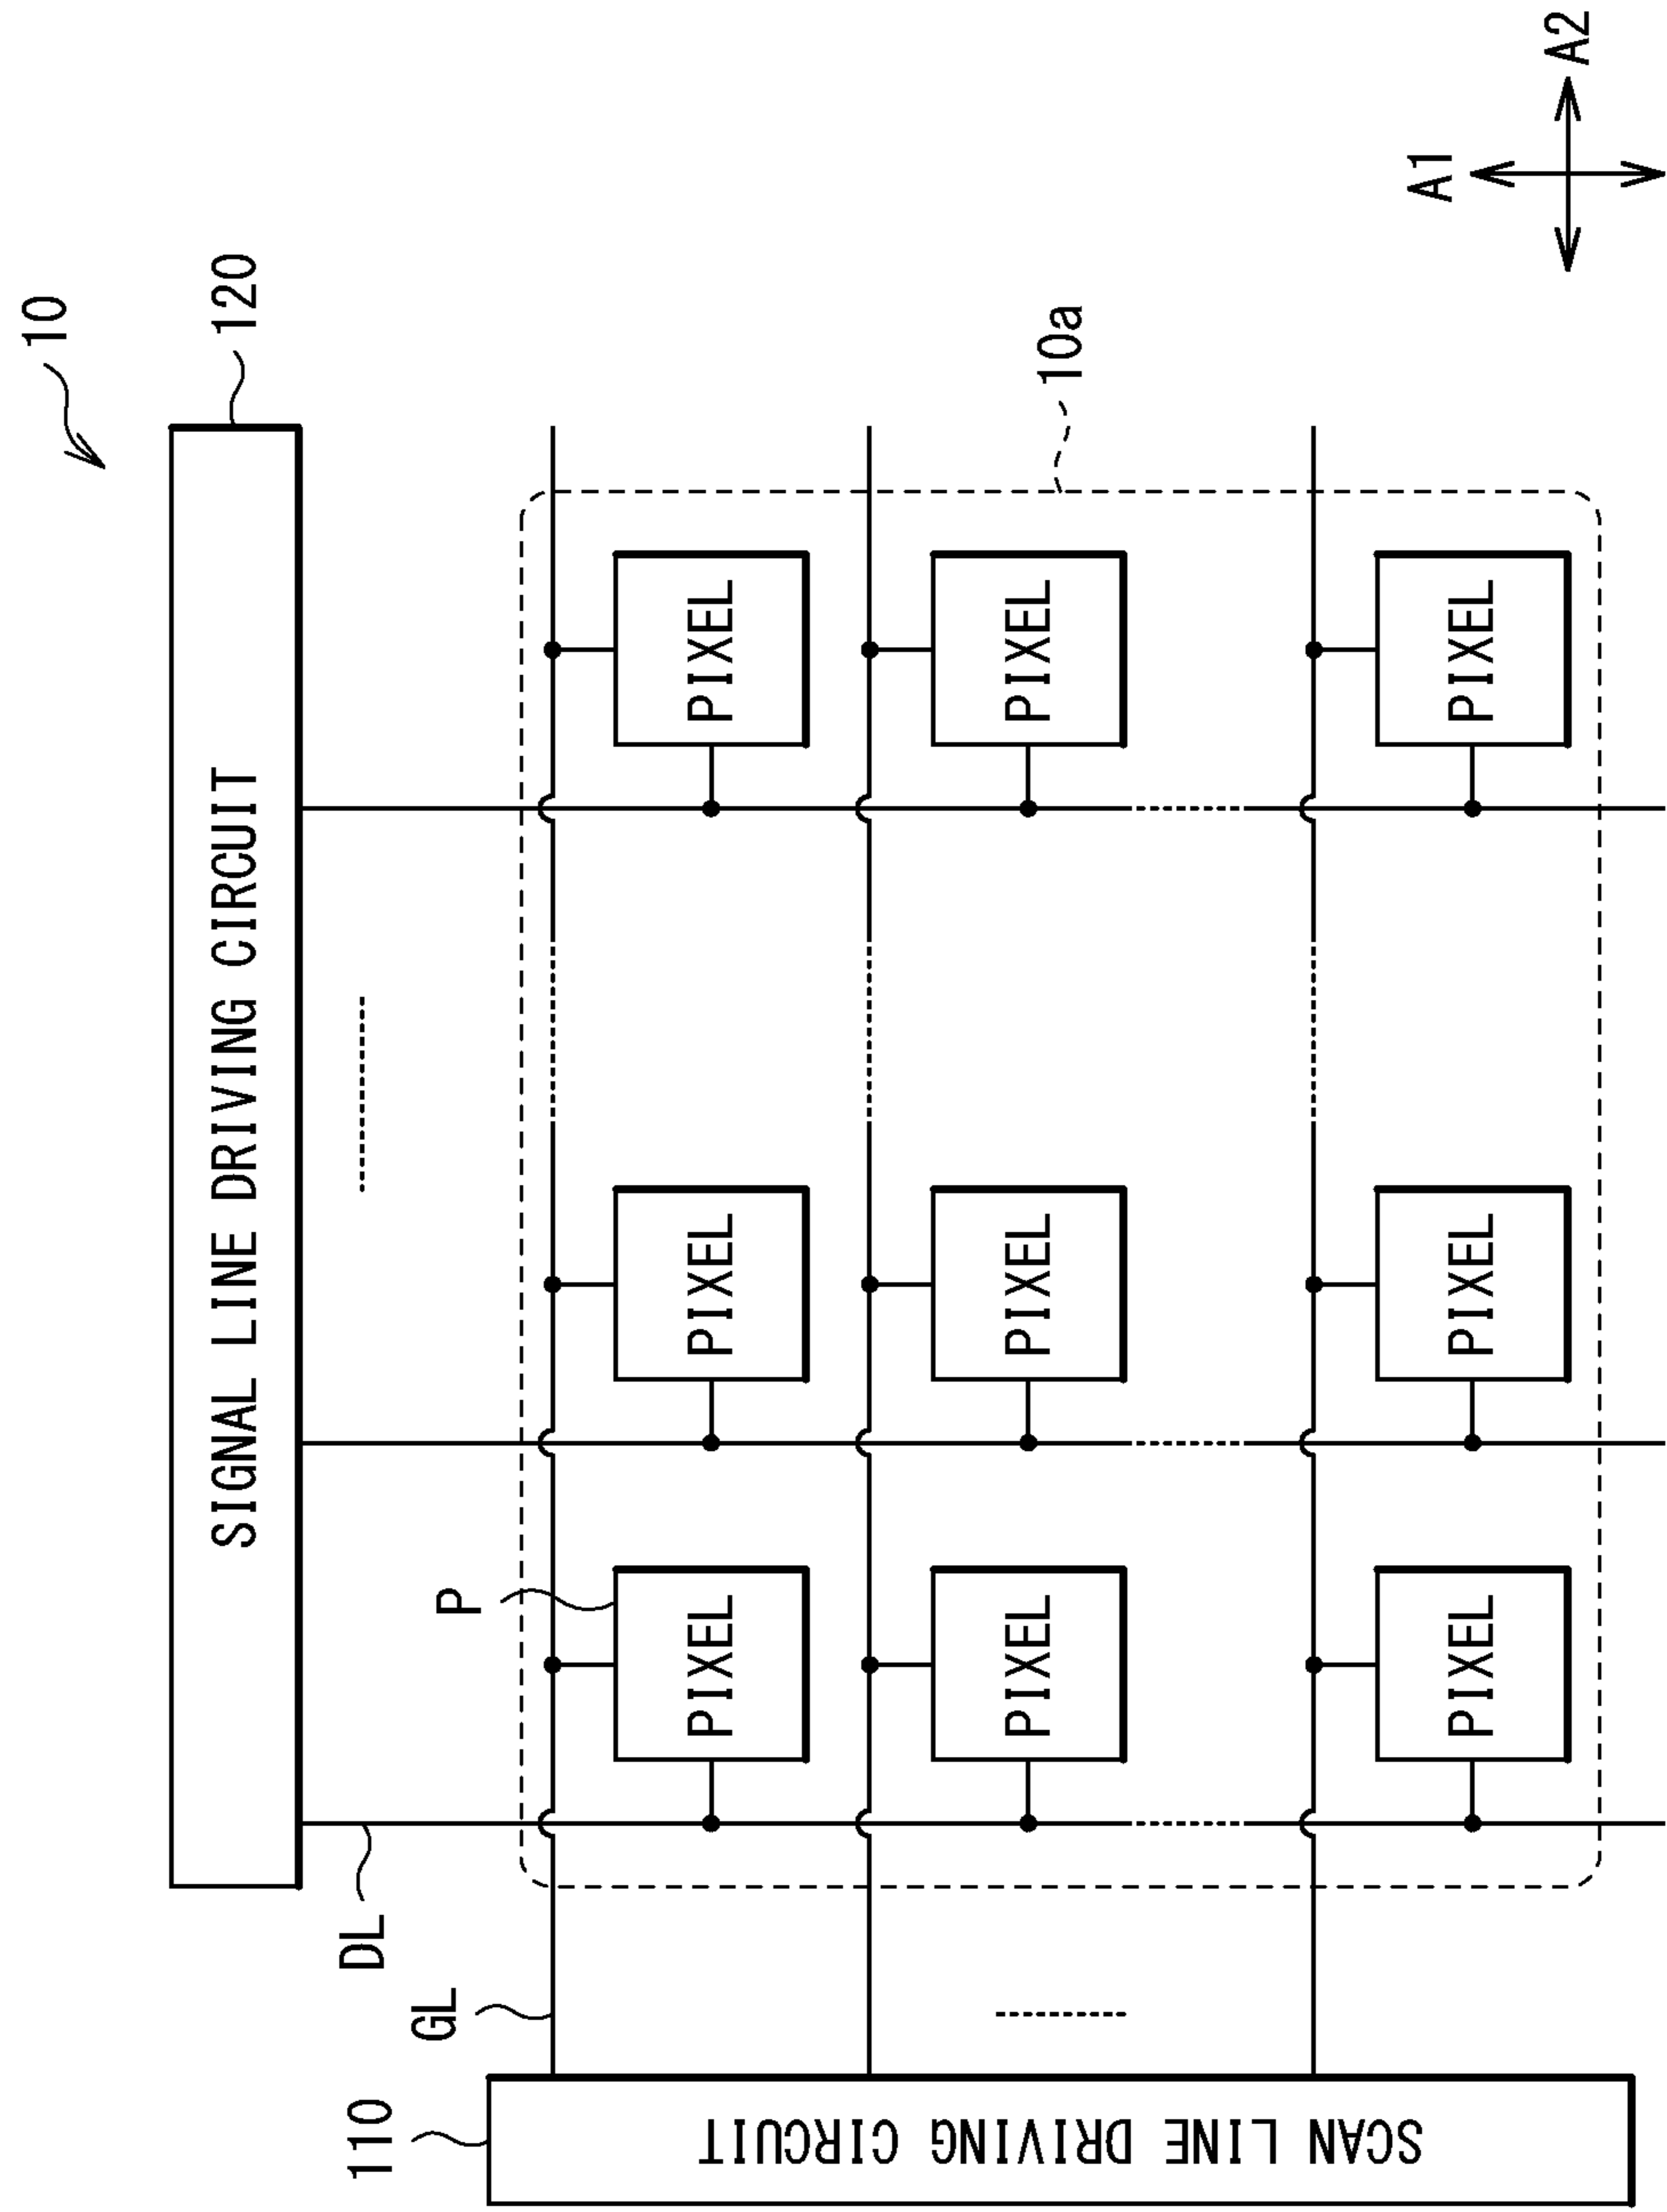 10
120
SIGNAL LINE DRIVING CIRCUIT
DL
GL
P
110
SCAN LINE DRIVING CIRCUIT
PIXEL
PIXEL
PIXEL
PIXEL
PIXEL
PIXEL
PIXEL
PIXEL
PIXEL
10a
A1
A2